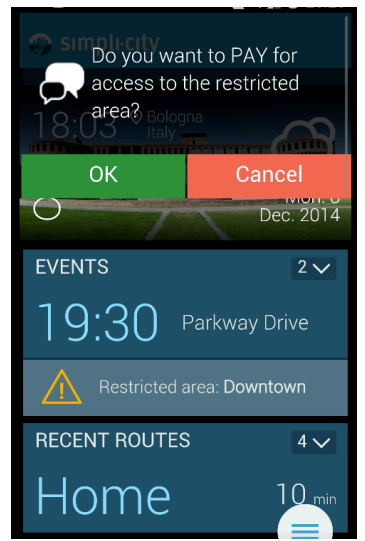 simpli-city
Do you want to PAY for
access to the restricted
area?
18:03
Bologna
Italy
OK
Cancel
Mon. 8
Dec. 2014
EVENTS
2
19:30
Parkway Drive
Restricted area: Downtown
RECENT ROUTES
4
Home
10 min